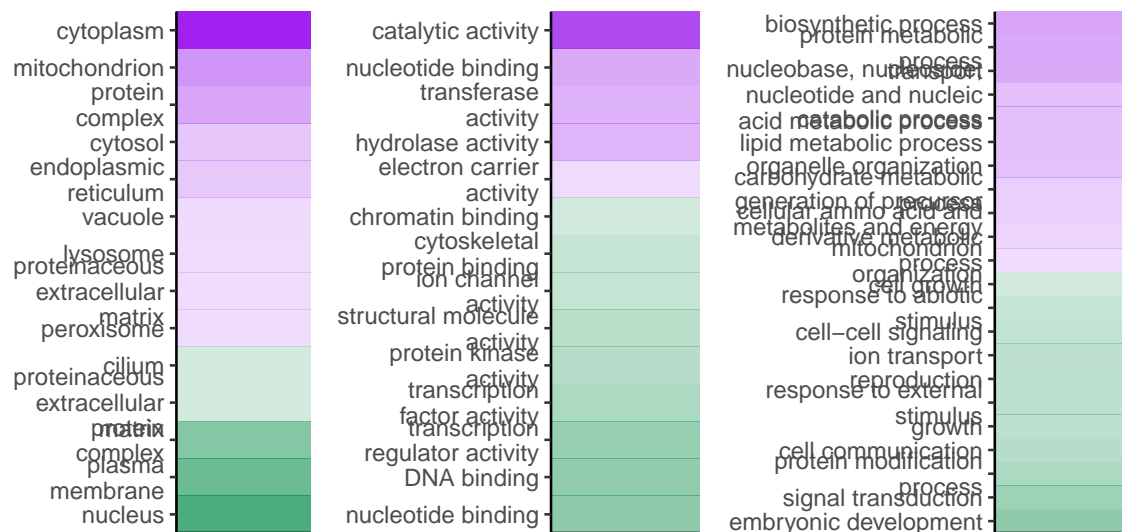 cytoplasm
mitochondrion
protein
complex
cytosol
endoplasmic
reticulum
vacuole
lysosome
proteinaceous
extracellular
matrix
peroxisome
cilium
proteinaceous
extracellular
matrix
protein
complex
plasma
membrane
nucleus
catalytic activity
nucleotide binding
transferase
activity
hydrolase activity
electron carrier
activity
chromatin binding
cytoskeletal
protein binding
ion channel
activity
structural molecule
activity
protein kinase
activity
transcription
factor activity
transcription
regulator activity
DNA binding
nucleotide binding
biosynthetic process
protein metabolic
process
transport
nucleobase, nucleoside,
nucleotide and nucleic
acid metabolic process
catabolic process
lipid metabolic process
organelle organization
carbohydrate metabolic
process
generation of precursor
metabolites and energy
cellular amino acid and
derivative metabolic
process
mitochondrion
organization
cell growth
response to abiotic
stimulus
cell−cell signaling
ion transport
reproduction
response to external
stimulus
growth
cell communication
protein modification
process
signal transduction
embryonic development